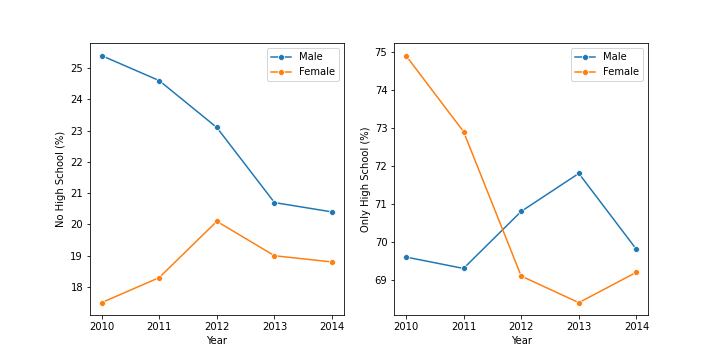 No High School (%)
25
24
23
22
21
20
19
18
2010 2011 2012 2013 2014
Year
Male
Female
Only High School (%)
75
74
73
72
71
70
69
2010 2011 2012 2013 2014
Year
Male
Female